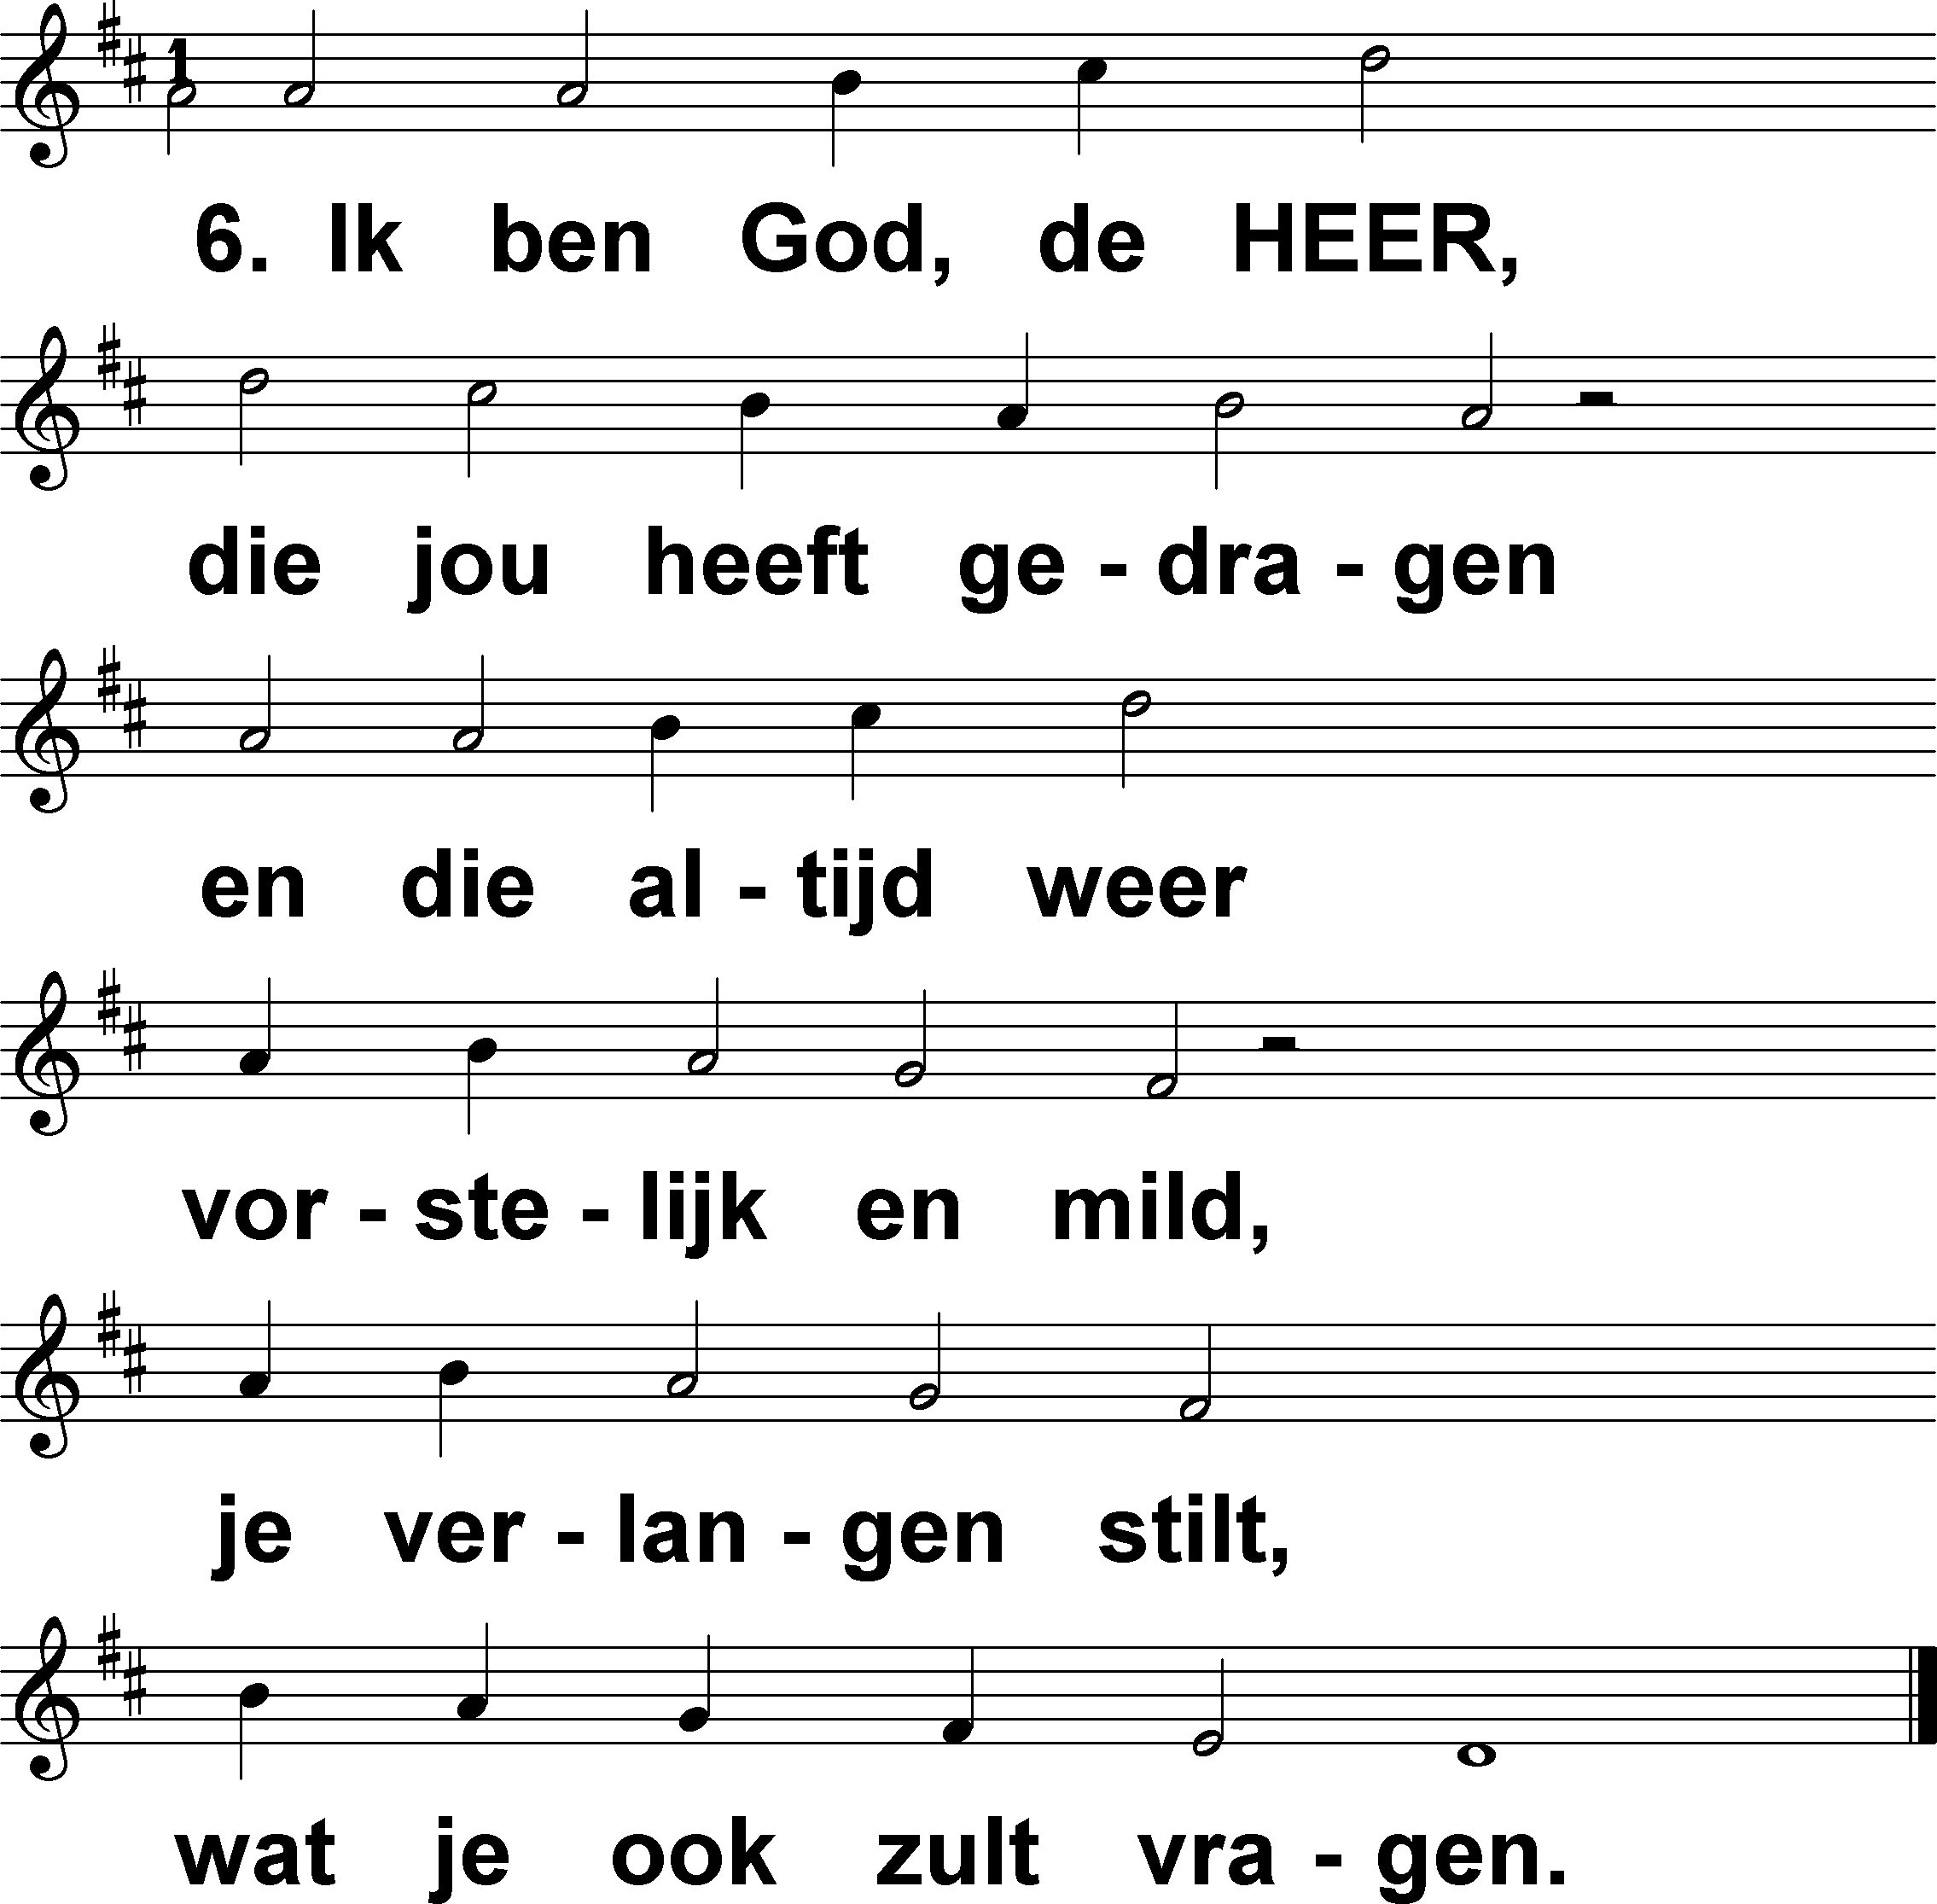 1
6. Ik ben God, de HEER,
die jou heeft ge - dra - gen
en die al - tijd weer
vor - ste - lijk en mild,
je ver - lan - gen stilt,
wat je ook zult vra - gen.